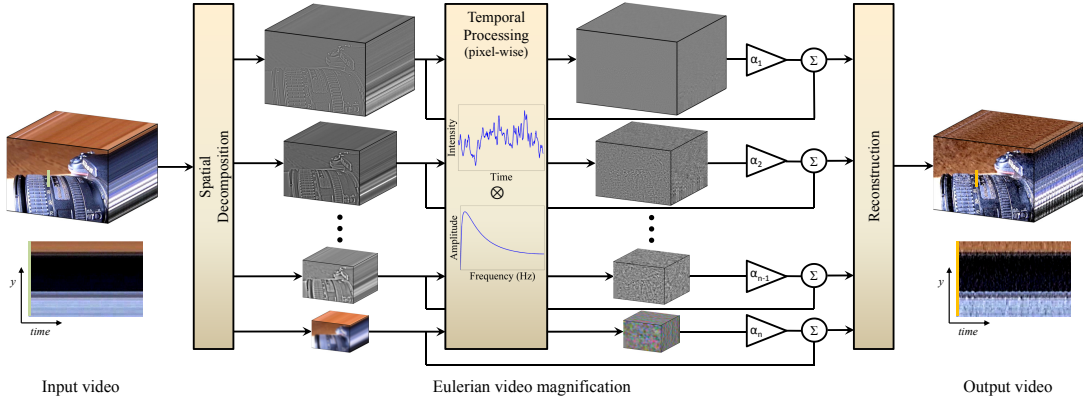 Temporal
Processing
(pixel-wise)
α1
Σ
Intensity
Time
⊗
α2
Σ
Spatial
Decomposition
Reconstruction
Amplitude
Frequency (Hz)
αn-1
Σ
αn
Σ
y
time
y
time
Input video
Eulerian video magnification
Output video